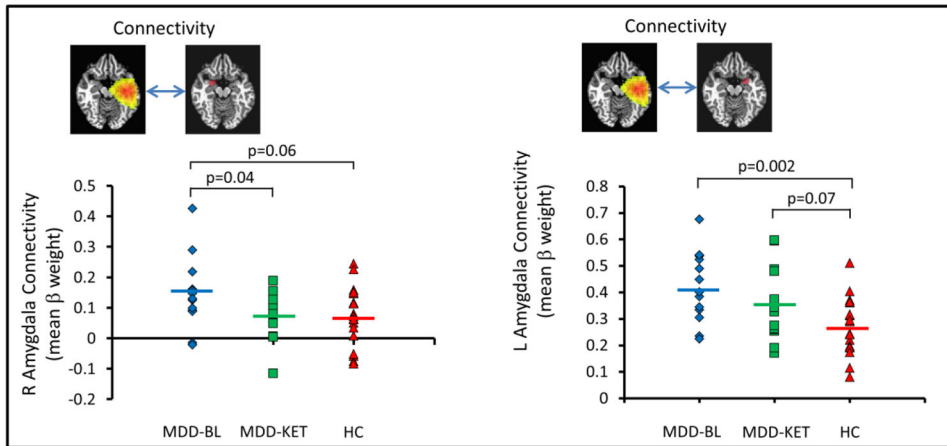 Connectivity
p=0.06
p=0.04
R Amygdala Connectivity
(mean β weight)
0.5
0.4
0.3
0.2
0.1
0
-0.1
-0.2
MDD-BL MDD-KET HC
Connectivity
p=0.002
p=0.07
L Amygdala Connectivity
(mean β weight)
0.8
0.7
0.6
0.5
0.4
0.3
0.2
0.1
0
MDD-BL MDD-KET HC